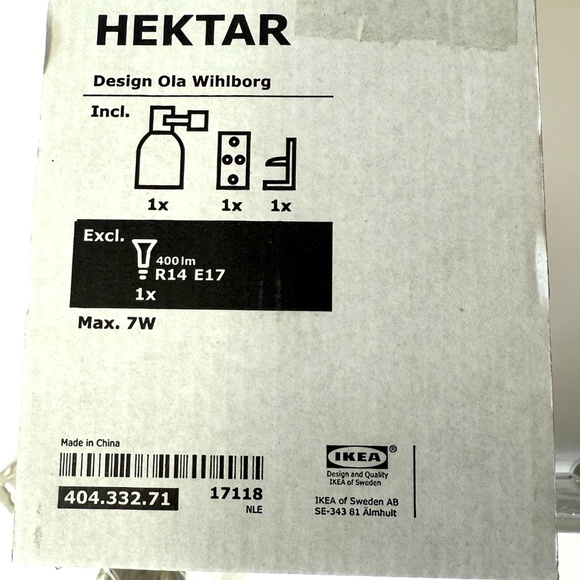 HEKTAR
Design Ola Wihlborg
Incl.
1x 1x 1x
Excl.
400 lm
R14 E17
1x
Max. 7W
Made in China
404.332.71
17118
NLE
IKEA ®
Design and Quality
IKEA of Sweden
IKEA of Sweden AB
SE-343 81 Älmhult